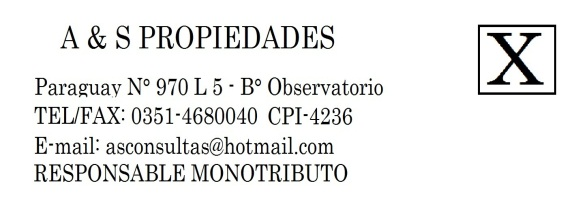 A & S PROPIEDADES
X
Paraguay N° 970 L 5 - B° Observatorio
TEL/FAX: 0351-4680040 CPI-4236
E-mail: asconsultas@hotmail.com
RESPONSABLE MONOTRIBUTO